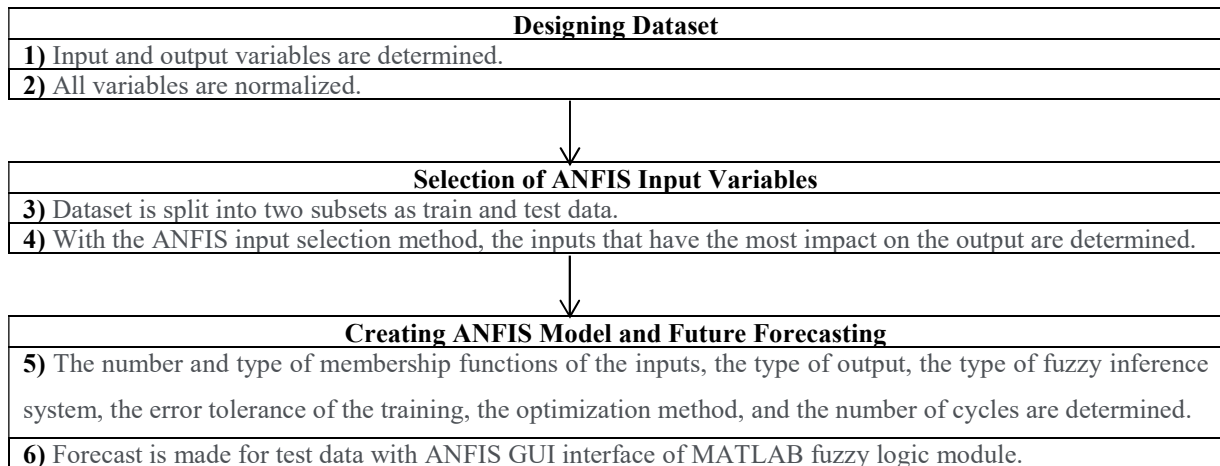 Designing Dataset
1) Input and output variables are determined.
2) All variables are normalized.
Selection of ANFIS Input Variables
3) Dataset is split into two subsets as train and test data.
4) With the ANFIS input selection method, the inputs that have the most impact on the output are determined.
Creating ANFIS Model and Future Forecasting
5) The number and type of membership functions of the inputs, the type of output, the type of fuzzy inference
system, the error tolerance of the training, the optimization method, and the number of cycles are determined.
6) Forecast is made for test data with ANFIS GUI interface of MATLAB fuzzy logic module.